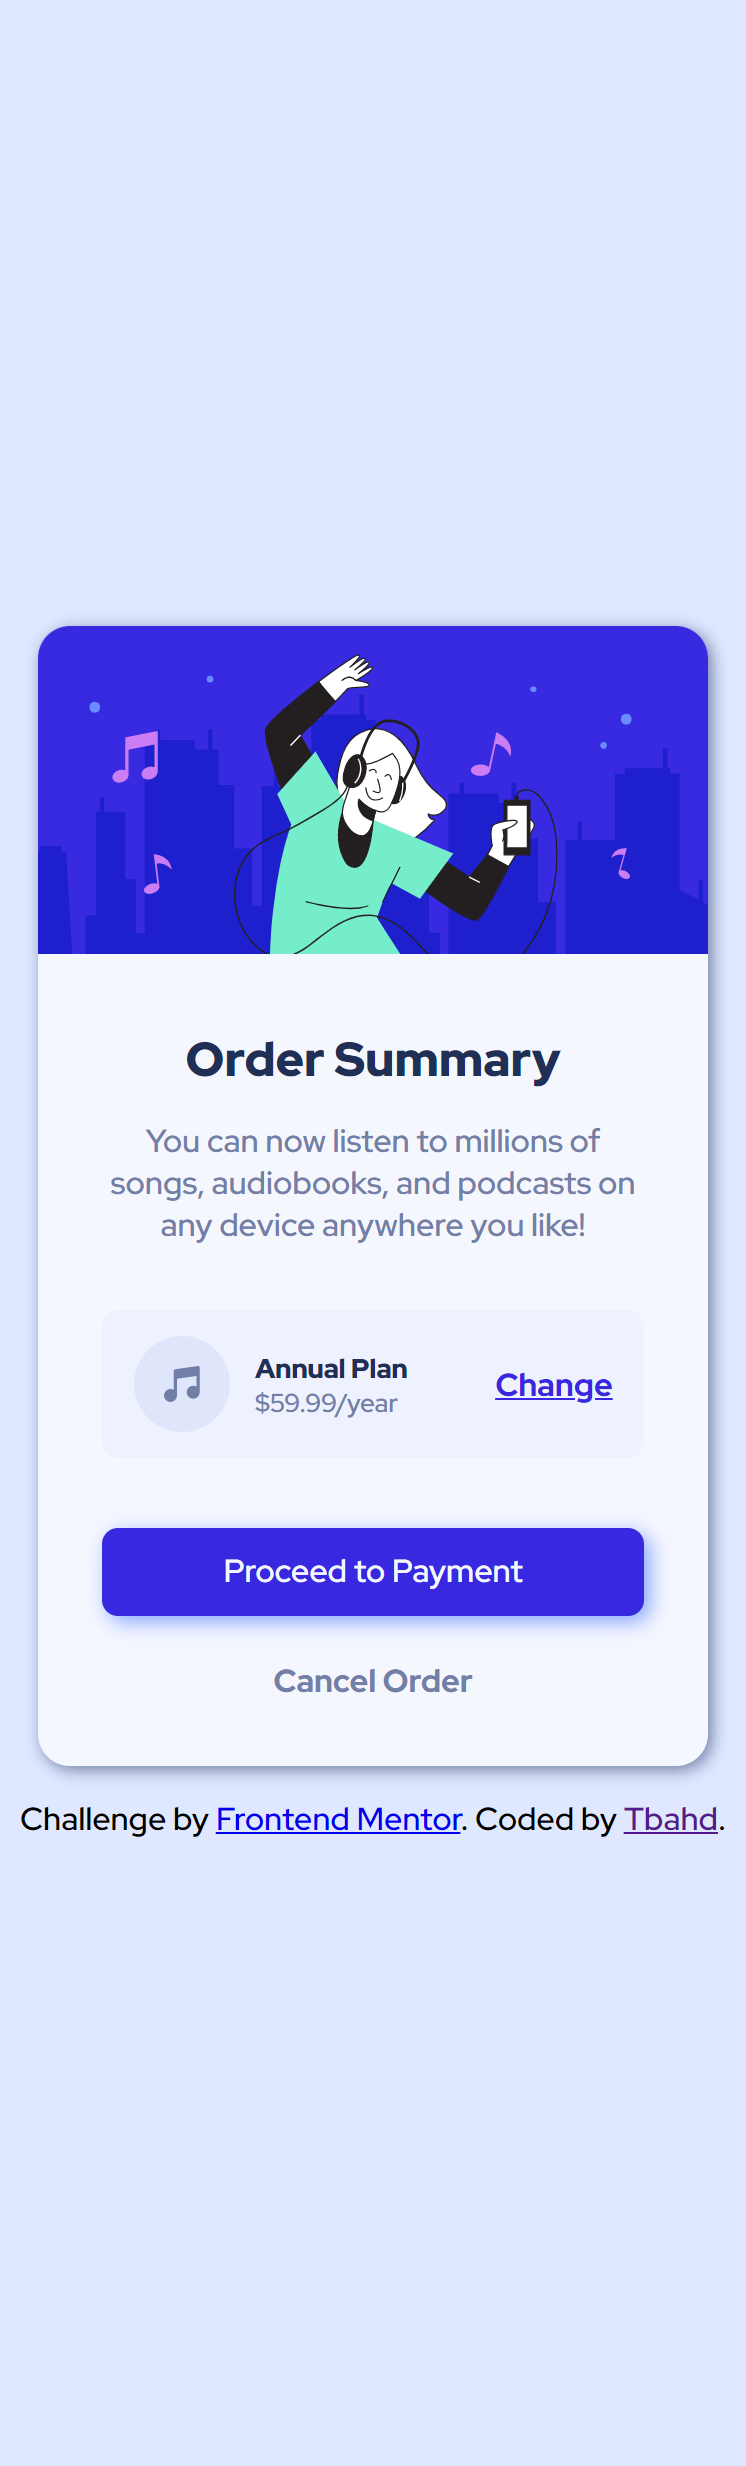 Order Summary
You can now listen to millions of
songs, audiobooks, and podcasts on
any device anywhere you like!
Annual Plan
$59.99/year
Change
Proceed to Payment
Cancel Order
Challenge by Frontend Mentor. Coded by Tbahd.